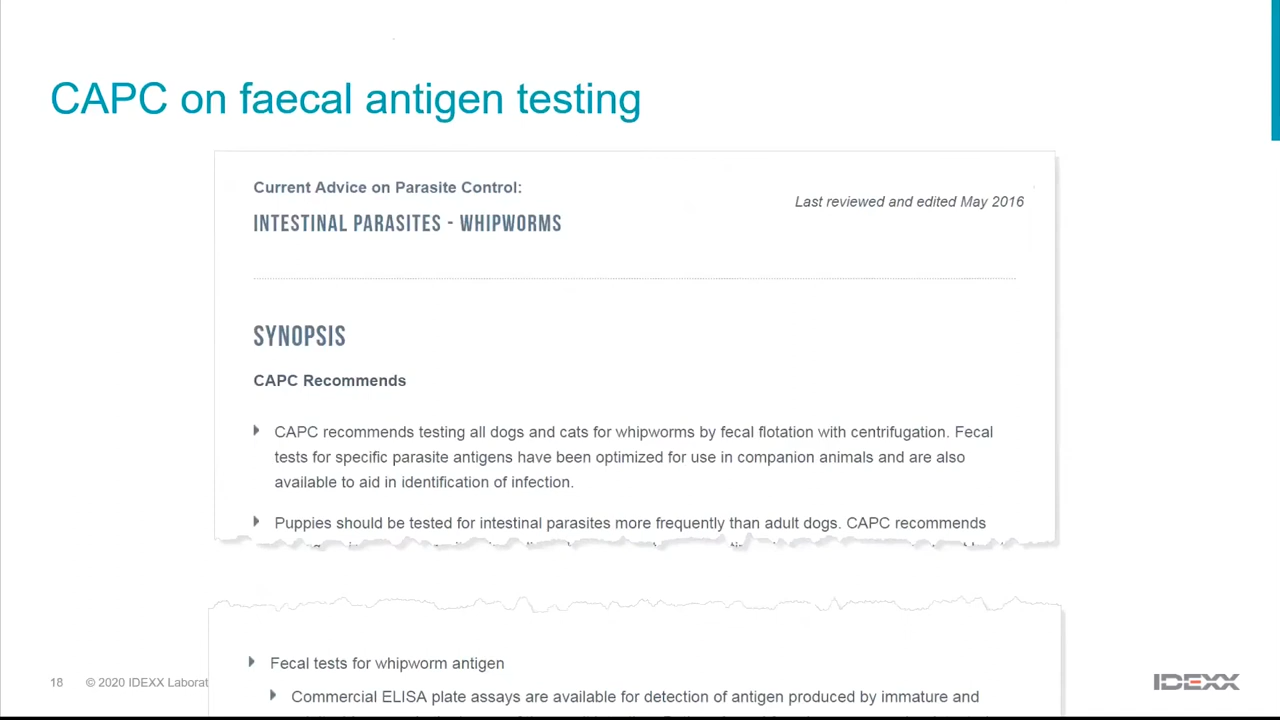 CAPC on faecal antigen testing
Current Advice on Parasite Control:
Last reviewed and edited May 2016
INTESTINAL PARASITES - WHIPWORMS
SYNOPSIS
CAPC Recommends
CAPC recommends testing all dogs and cats for whipworms by fecal flotation with centrifugation. Fecal
tests for specific parasite antigens have been optimized for use in companion animals and are also
available to aid in identification of infection.
Puppies should be tested for intestinal parasites more frequently than adult dogs. CAPC recommends
Fecal tests for whipworm antigen
18 © 2020 IDEXX Laborat
IDEXX
Commercial ELISA plate assays are available for detection of antigen produced by immature and